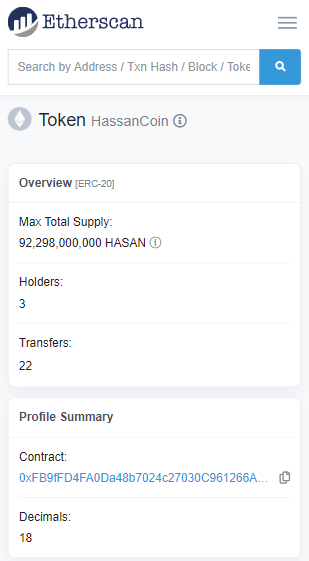 Etherscan
Search by Address / Txn Hash / Block / Toke
Token HassanCoin
Overview [ERC-20]
Max Total Supply:
92,298,000,000 HASAN
Holders:
3
Transfers:
22
Profile Summary
Contract:
0xFB9fFD4FA0Da48b7024c27030C961266A...
Decimals:
18